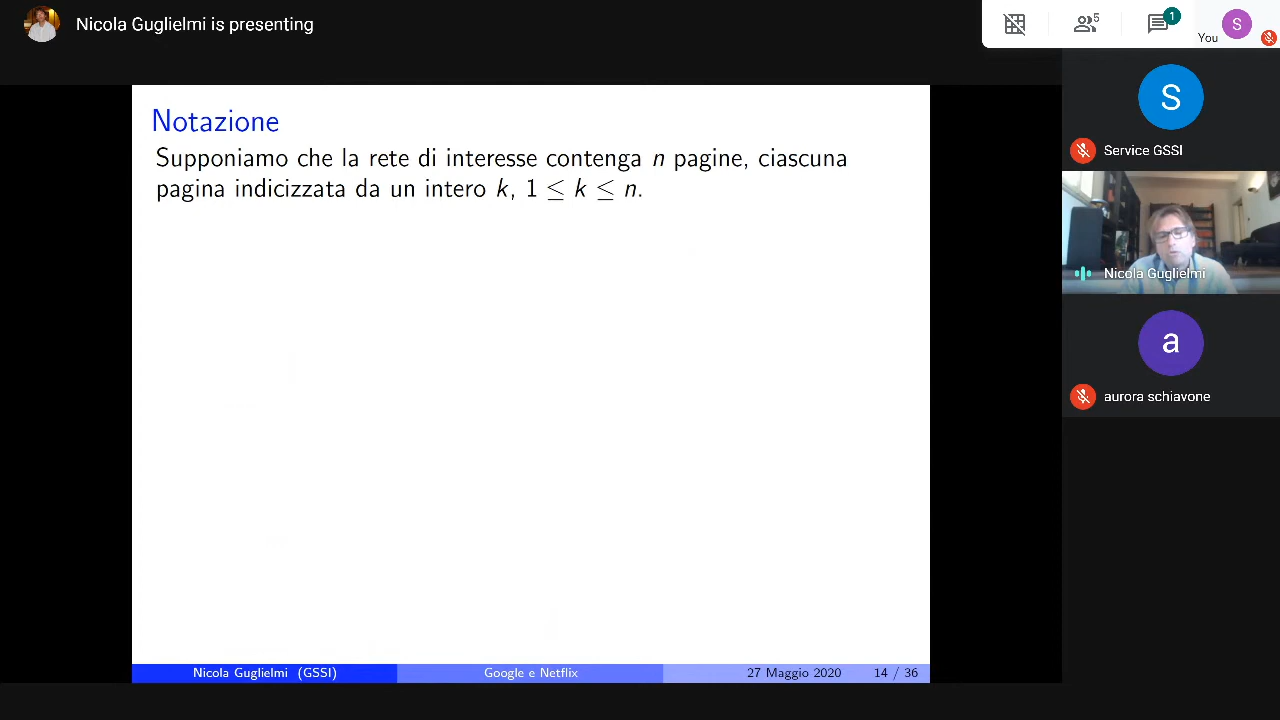 Nicola Guglielmi is presenting
5
1
You
S
S
Service GSSI
Nicola Guglielmi
a
aurora schiavone
Notazione
Supponiamo che la rete di interesse contenga n pagine, ciascuna
pagina indicizzata da un intero k, 1 ≤ k ≤ n.
Nicola Guglielmi (GSSI)
Google e Netflix
27 Maggio 2020
14 / 36